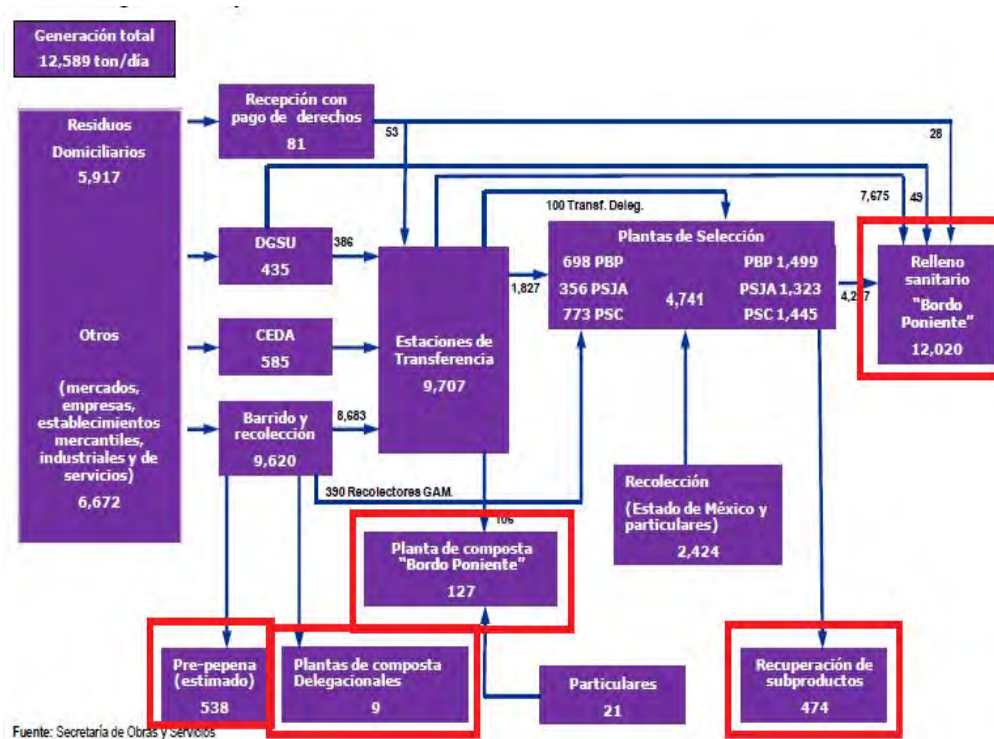 Generación total
12,589 ton/día
Residuos
Domiciliarios
5,917
Otros
(mercados,
empresas,
establecimientos
mercantiles,
industriales y de
servicios)
6,672
Recepción con
pago de derechos
81
53
28
DGSU
435
386
CEDA
585
Barrido y
recolección
9,620
8,683
390 Recolectores GAM.
Estaciones de
Transferencia
9,707
100 Transf. Deleg.
1,827
7,675
49
Plantas de Selección
698 PBP
356 PSJA
773 PSC
4,741
PBP 1,499
PSJA 1,323
PSC 1,445
Relleno
sanitario
"Bordo
Poniente"
12,020
106
Planta de composta
"Bordo Poniente"
127
Recolección
(Estado de México y
particulares)
2,424
Pre-pepena
(estimado)
538
Plantas de composta
Delegacionales
9
Particulares
21
Recuperación de
subproductos
474
Fuente: Secretaría de Obras y Servicios